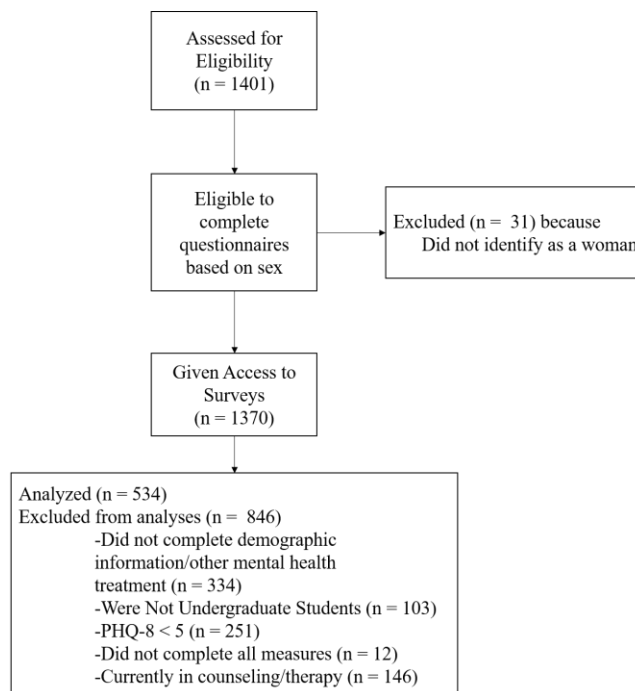 Assessed for
Eligibility
(n = 1401)
Eligible to
complete
questionnaires
based on sex
Excluded (n = 31) because
Did not identify as a woman
Given Access to
Surveys
(n = 1370)
Analyzed (n = 534)
Excluded from analyses (n = 846)
-Did not complete demographic
information/other mental health
treatment (n = 334)
-Were Not Undergraduate Students (n = 103)
-PHQ-8 < 5 (n = 251)
-Did not complete all measures (n = 12)
-Currently in counseling/therapy (n = 146)